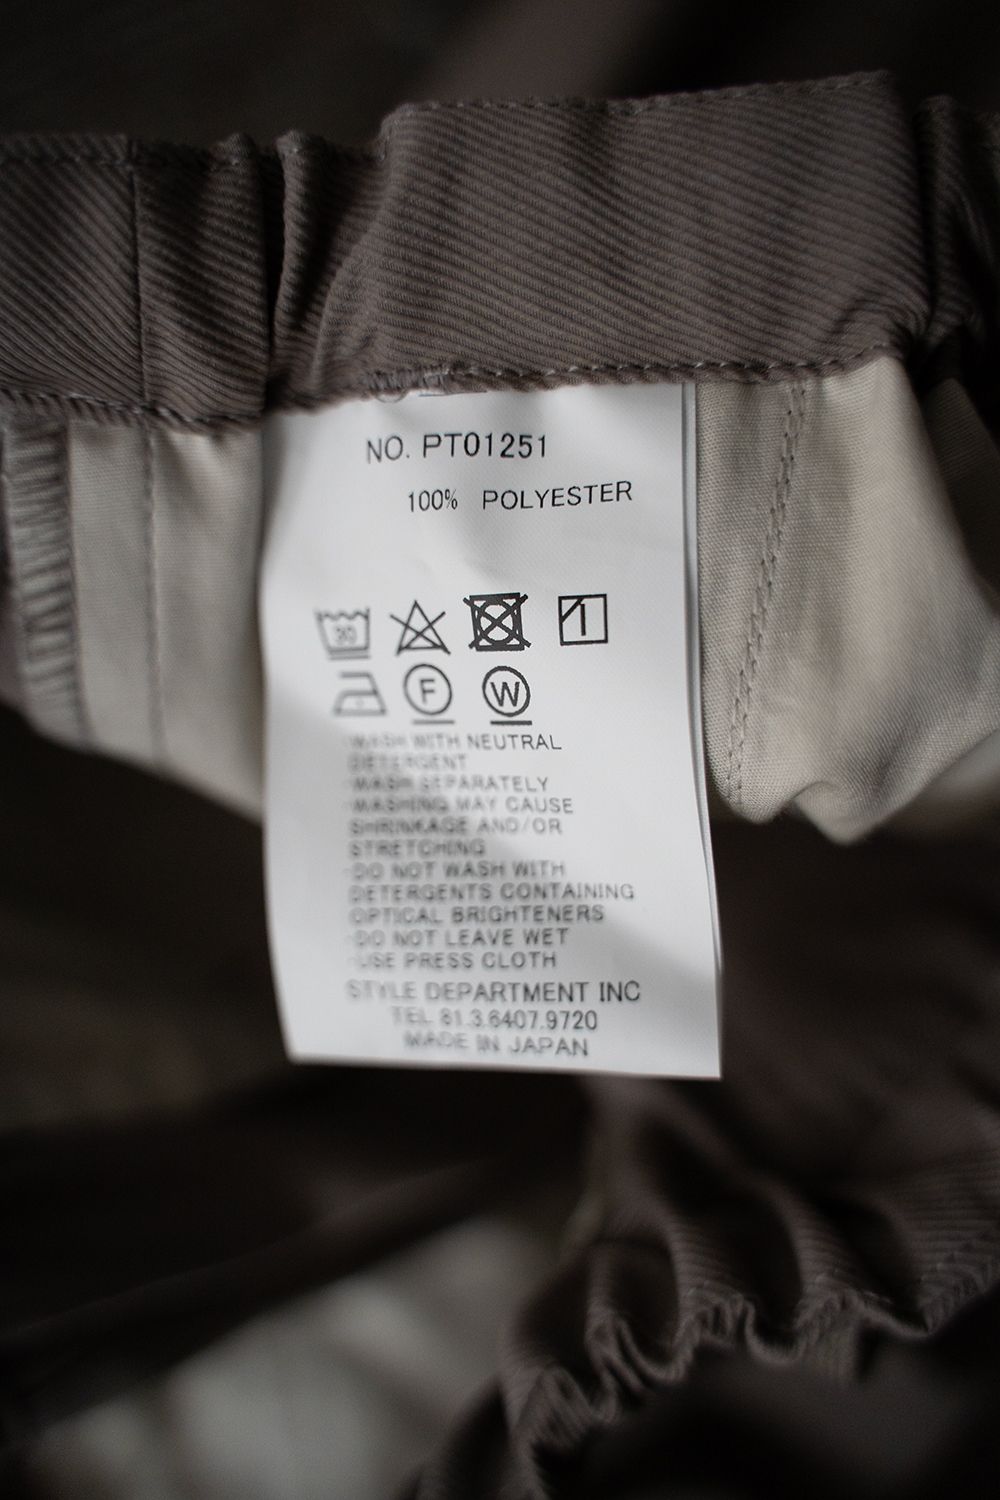 NO. PT01251
100% POLYESTER
30
F W
·WASH WITH NEUTRAL
DETERGENT
·WASH SEPARATELY
·WASHING MAY CAUSE
SHRINKAGE AND/OR
STRETCHING
·DO NOT WASH WITH
DETERGENTS CONTAINING
OPTICAL BRIGHTENERS
·DO NOT LEAVE WET
·USE PRESS CLOTH
STYLE DEPARTMENT INC
TEL 81.3.6407.9720
MADE IN JAPAN